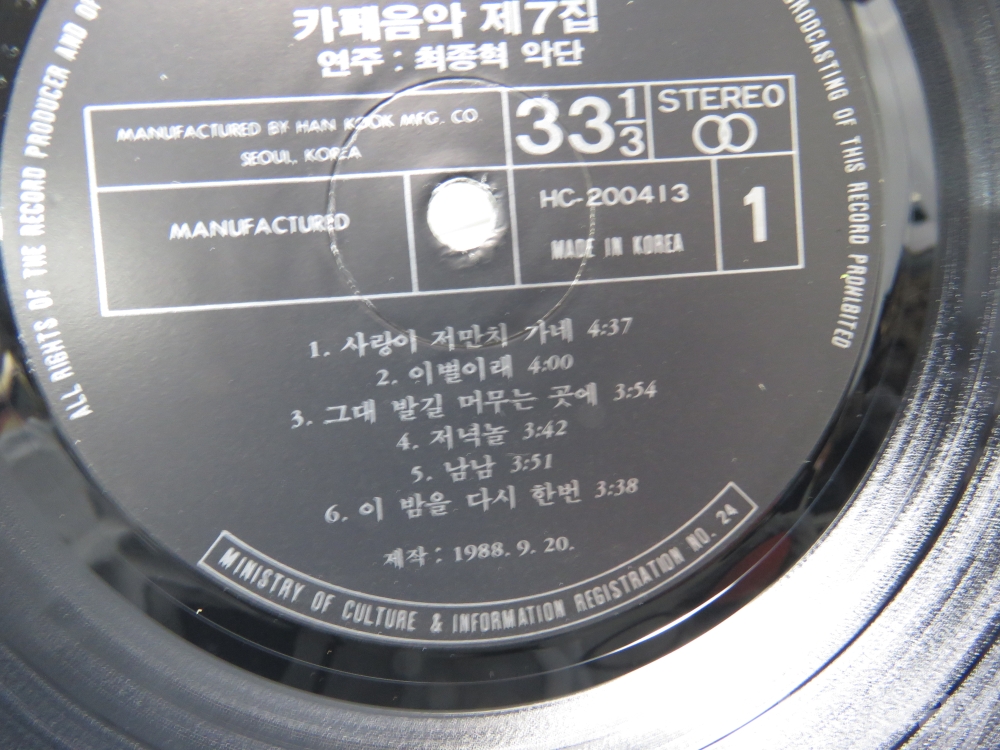 카페음악 제7집
연주 : 최종혁 악단
MANUFACTURED BY HAN KOOK MFG. CO.
SEOUL, KOREA
33 1/3
STEREO
MANUFACTURED
HC-200413
MADE IN KOREA
1
1. 사랑이 저만치 가네 4:37
2. 이별이래 4:00
3. 그대 발길 머무는 곳에 3:54
4. 저녁놀 3:42
5. 남남 3:51
6. 이 밤을 다시 한번 3:38
제작 : 1988. 9. 20.
MINISTRY OF CULTURE & INFORMATION REGISTRATION NO. 24
ALL RIGHTS OF THE RECORD PRODUCER AND OF
OF THIS RECORD PROHIBITED